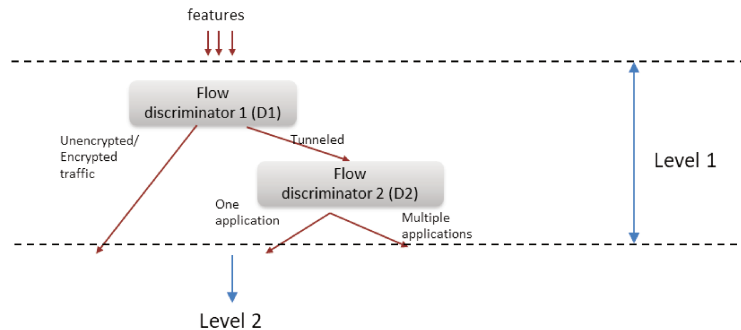 features
Flow
discriminator 1 (D1)
Unencrypted/
Encrypted
traffic
Tunneled
Level 1
Flow
discriminator 2 (D2)
One
application
Multiple
applications
Level 2